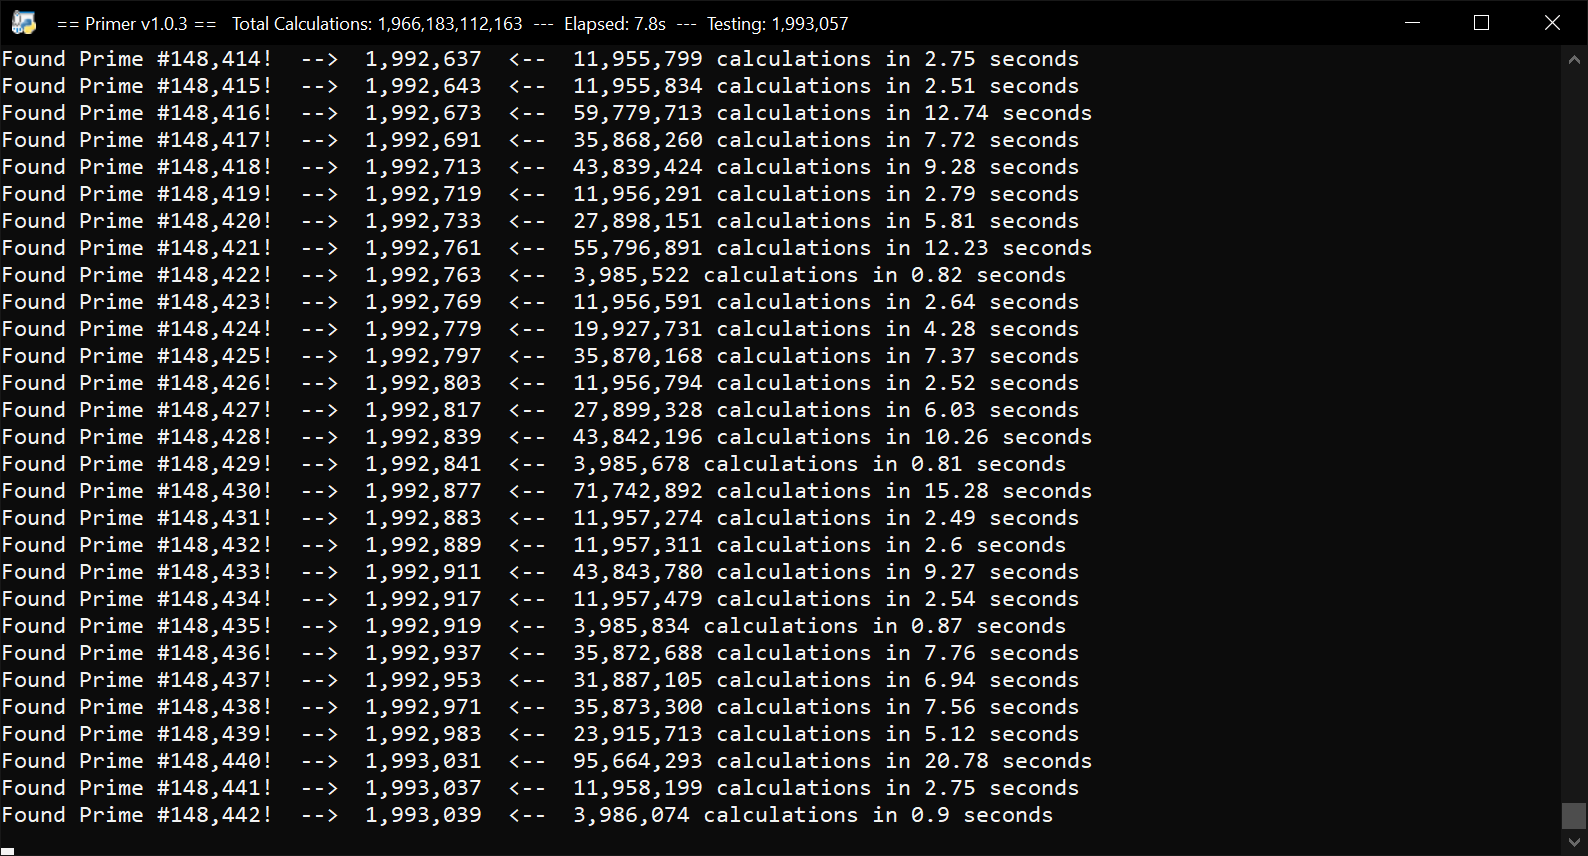 == Primer v1.0.3 ==   Total Calculations: 1,966,183,112,163  ---  Elapsed: 7.8s  ---  Testing: 1,993,057
Found Prime #148,414!  -->  1,992,637  <--  11,955,799 calculations in 2.75 seconds
Found Prime #148,415!  -->  1,992,643  <--  11,955,834 calculations in 2.51 seconds
Found Prime #148,416!  -->  1,992,673  <--  59,779,713 calculations in 12.74 seconds
Found Prime #148,417!  -->  1,992,691  <--  35,868,260 calculations in 7.72 seconds
Found Prime #148,418!  -->  1,992,713  <--  43,839,424 calculations in 9.28 seconds
Found Prime #148,419!  -->  1,992,719  <--  11,956,291 calculations in 2.79 seconds
Found Prime #148,420!  -->  1,992,733  <--  27,898,151 calculations in 5.81 seconds
Found Prime #148,421!  -->  1,992,761  <--  55,796,891 calculations in 12.23 seconds
Found Prime #148,422!  -->  1,992,763  <--  3,985,522 calculations in 0.82 seconds
Found Prime #148,423!  -->  1,992,769  <--  11,956,591 calculations in 2.64 seconds
Found Prime #148,424!  -->  1,992,779  <--  19,927,731 calculations in 4.28 seconds
Found Prime #148,425!  -->  1,992,797  <--  35,870,168 calculations in 7.37 seconds
Found Prime #148,426!  -->  1,992,803  <--  11,956,794 calculations in 2.52 seconds
Found Prime #148,427!  -->  1,992,817  <--  27,899,328 calculations in 6.03 seconds
Found Prime #148,428!  -->  1,992,839  <--  43,842,196 calculations in 10.26 seconds
Found Prime #148,429!  -->  1,992,841  <--  3,985,678 calculations in 0.81 seconds
Found Prime #148,430!  -->  1,992,877  <--  71,742,892 calculations in 15.28 seconds
Found Prime #148,431!  -->  1,992,883  <--  11,957,274 calculations in 2.49 seconds
Found Prime #148,432!  -->  1,992,889  <--  11,957,311 calculations in 2.6 seconds
Found Prime #148,433!  -->  1,992,911  <--  43,843,780 calculations in 9.27 seconds
Found Prime #148,434!  -->  1,992,917  <--  11,957,479 calculations in 2.54 seconds
Found Prime #148,435!  -->  1,992,919  <--  3,985,834 calculations in 0.87 seconds
Found Prime #148,436!  -->  1,992,937  <--  35,872,688 calculations in 7.76 seconds
Found Prime #148,437!  -->  1,992,953  <--  31,887,105 calculations in 6.94 seconds
Found Prime #148,438!  -->  1,992,971  <--  35,873,300 calculations in 7.56 seconds
Found Prime #148,439!  -->  1,992,983  <--  23,915,713 calculations in 5.12 seconds
Found Prime #148,440!  -->  1,993,031  <--  95,664,293 calculations in 20.78 seconds
Found Prime #148,441!  -->  1,993,037  <--  11,958,199 calculations in 2.75 seconds
Found Prime #148,442!  -->  1,993,039  <--  3,986,074 calculations in 0.9 seconds